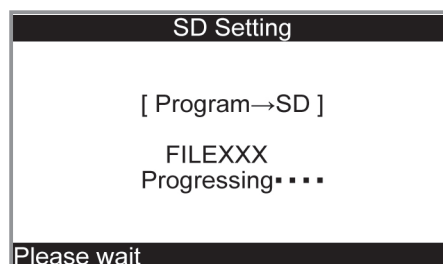 SD Setting
[ Program→SD ]
FILEXXX
Progressing▪▪▪▪
Please wait